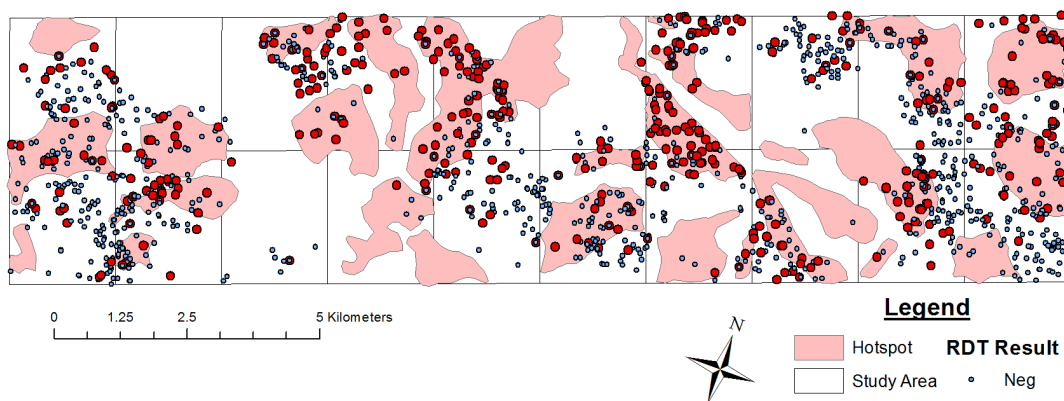 0 1.25 2.5 5 Kilometers
N
Legend
Hotspot RDT Result
Study Area Neg